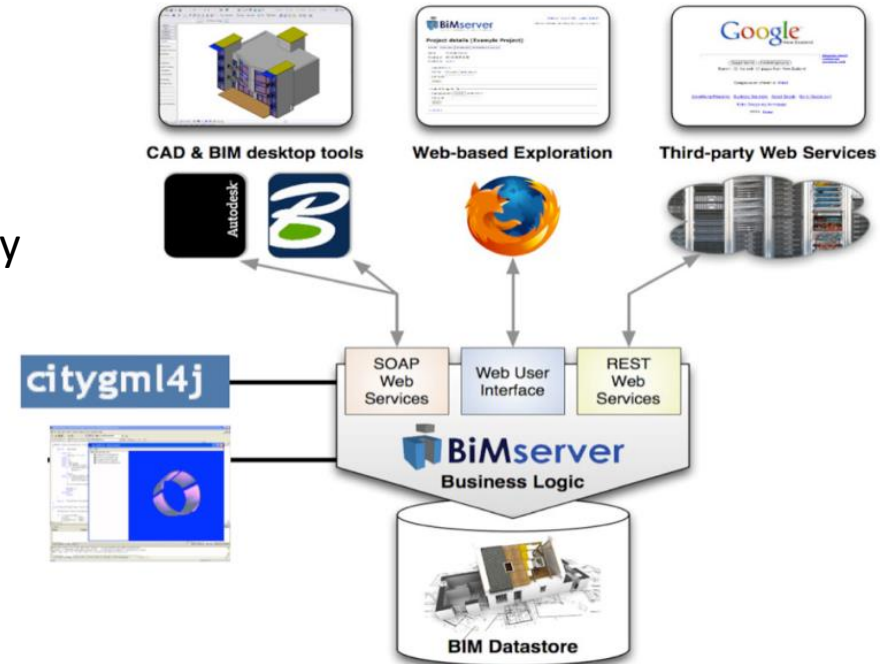 BiMserver
Project details (Example Project)
Google
CAD & BIM desktop tools
Web-based Exploration
Third-party Web Services
Autodesk
B
y
SOAP
Web
Services
Web User
Interface
REST
Web
Services
citygml4j
BiMserver
Business Logic
BIM Datastore